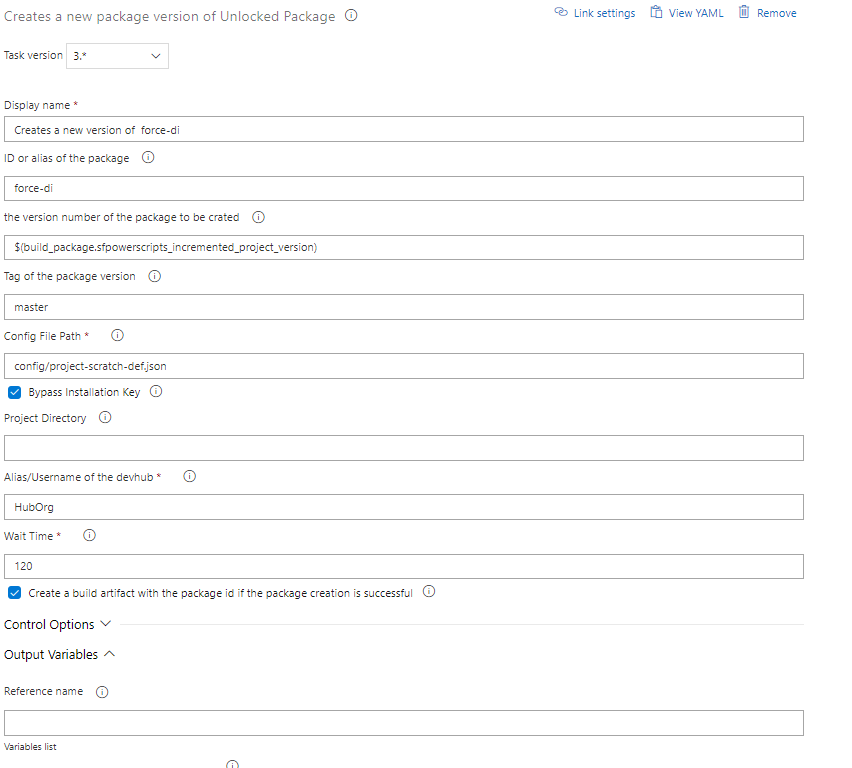 Creates a new package version of Unlocked Package
Link settings View YAML Remove
Task version 3.*
Display name *
Creates a new version of force-di
ID or alias of the package
force-di
the version number of the package to be crated
$(build_package.sfpowerscripts_incremented_project_version)
Tag of the package version
master
Config File Path *
config/project-scratch-def.json
Bypass Installation Key
Project Directory
Alias/Username of the devhub *
HubOrg
Wait Time *
120
Create a build artifact with the package id if the package creation is successful
Control Options
Output Variables
Reference name
Variables list